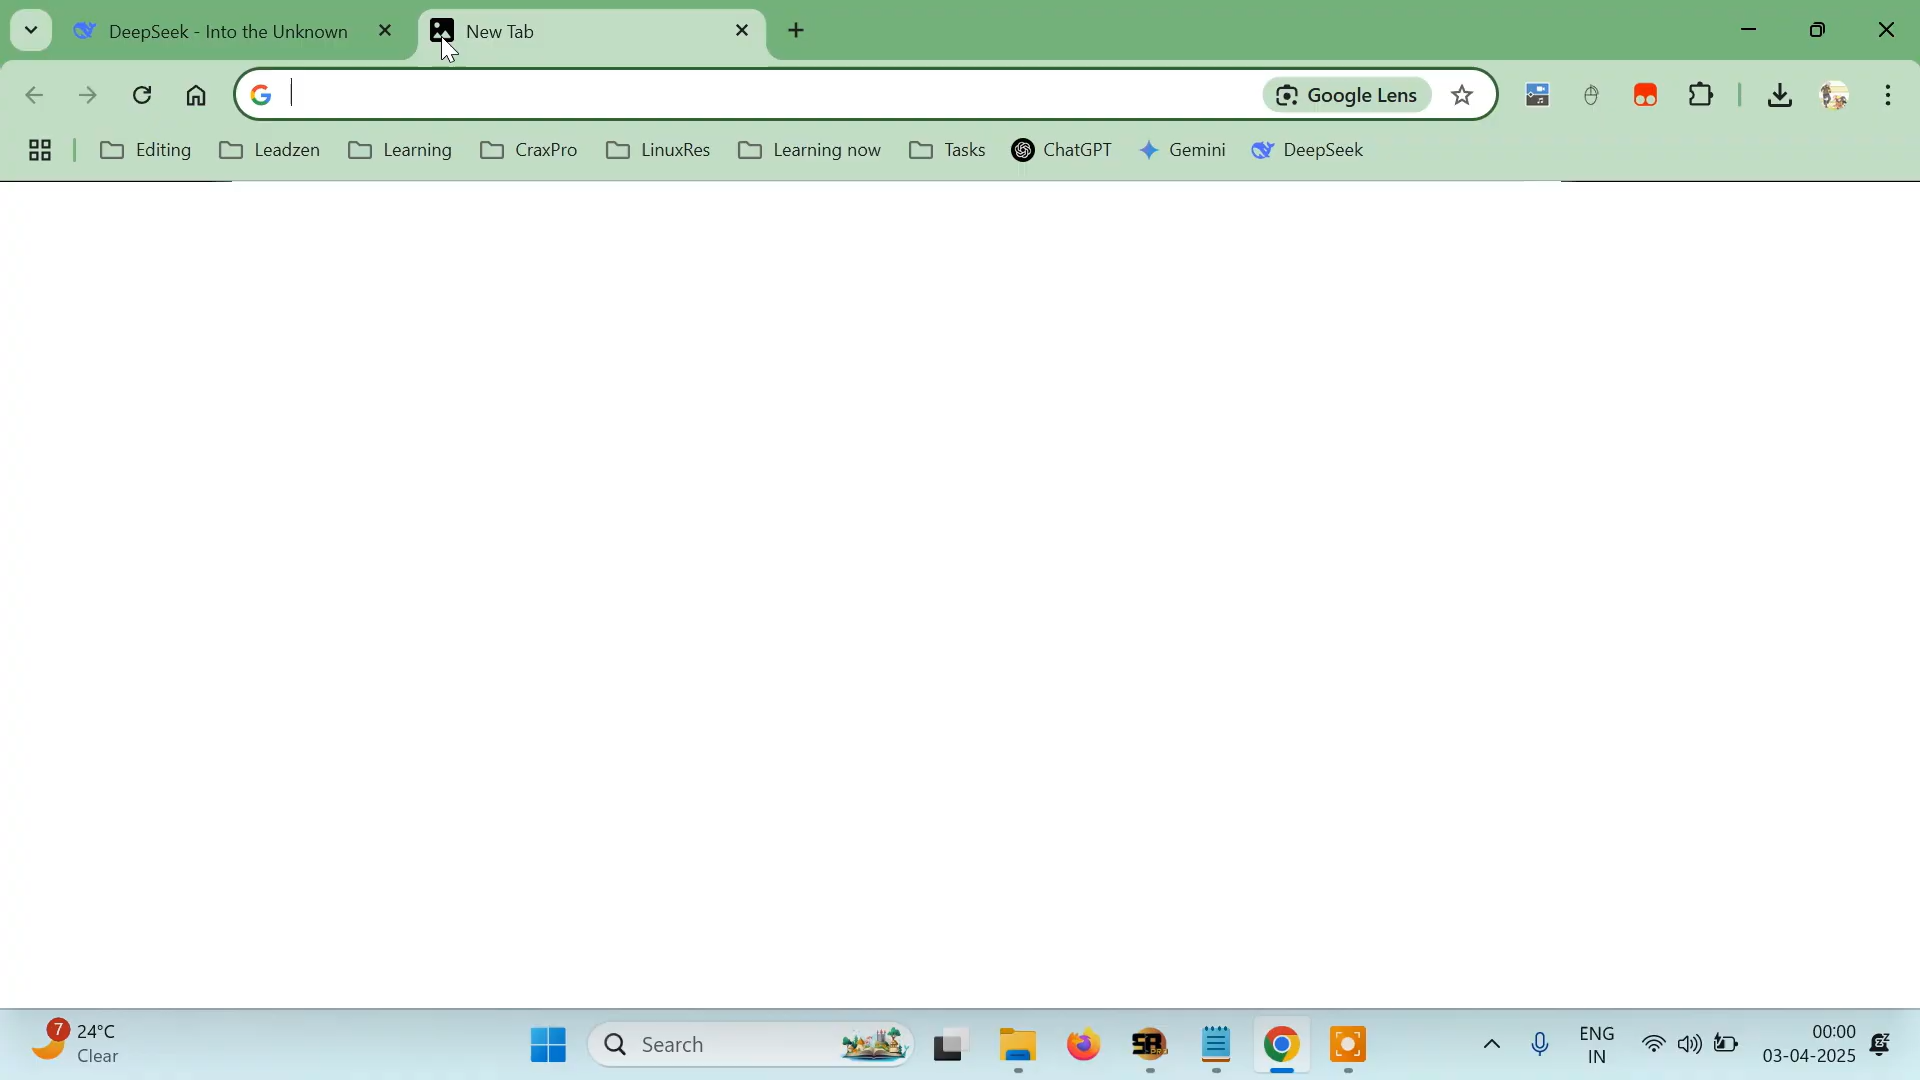 DeepSeek - Into the Unknown
New Tab
Google Lens
Editing
Leadzen
Learning
CraxPro
LinuxRes
Learning now
Tasks
ChatGPT
Gemini
DeepSeek
7
24°C
Clear
Search
ENG
IN
00:00
03-04-2025